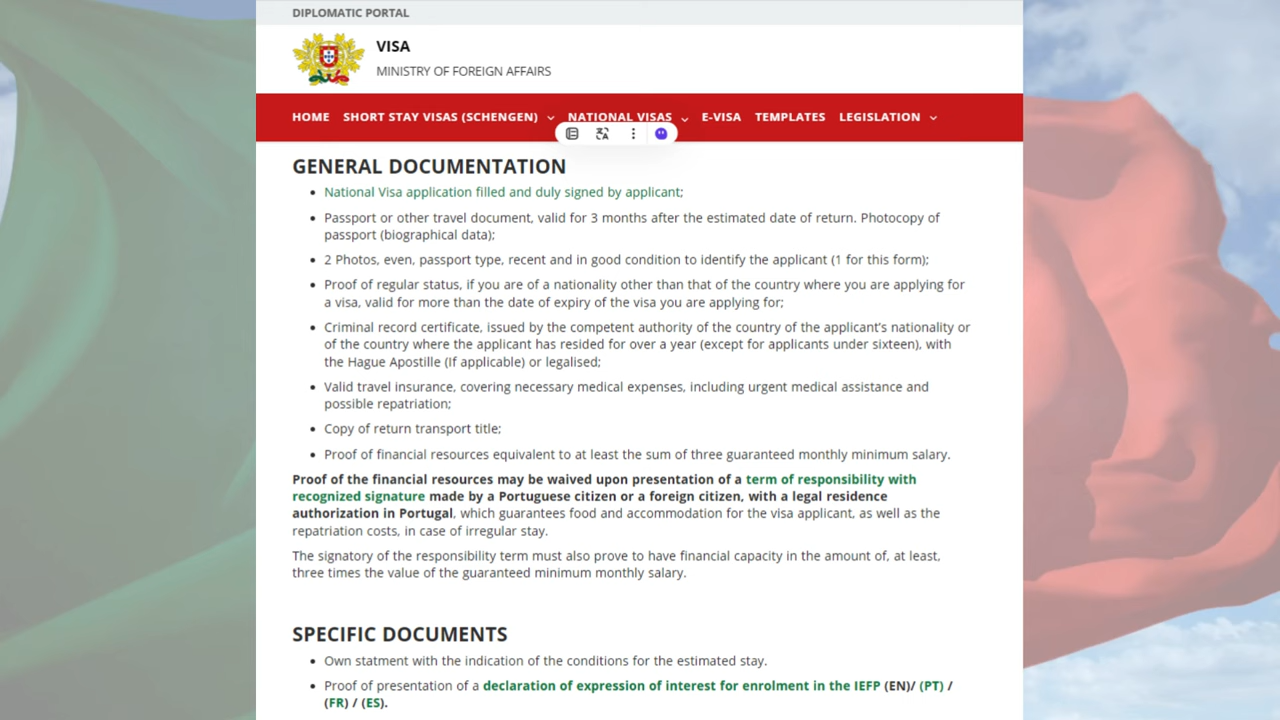 DIPLOMATIC PORTAL
VISA
MINISTRY OF FOREIGN AFFAIRS
HOME SHORT STAY VISAS (SCHENGEN) NATIONAL VISAS E-VISA TEMPLATES LEGISLATION
GENERAL DOCUMENTATION
• National Visa application filled and duly signed by applicant;
• Passport or other travel document, valid for 3 months after the estimated date of return. Photocopy of
passport (biographical data);
• 2 Photos, even, passport type, recent and in good condition to identify the applicant (1 for this form);
• Proof of regular status, if you are of a nationality other than that of the country where you are applying for
a visa, valid for more than the date of expiry of the visa you are applying for;
• Criminal record certificate, issued by the competent authority of the country of the applicant's nationality or
of the country where the applicant has resided for over a year (except for applicants under sixteen), with
the Hague Apostille (If applicable) or legalised;
• Valid travel insurance, covering necessary medical expenses, including urgent medical assistance and
possible repatriation;
• Copy of return transport title;
• Proof of financial resources equivalent to at least the sum of three guaranteed monthly minimum salary.
Proof of the financial resources may be waived upon presentation of a term of responsibility with
recognized signature made by a Portuguese citizen or a foreign citizen, with a legal residence
authorization in Portugal, which guarantees food and accommodation for the visa applicant, as well as the
repatriation costs, in case of irregular stay.
The signatory of the responsibility term must also prove to have financial capacity in the amount of, at least,
three times the value of the guaranteed minimum monthly salary.
SPECIFIC DOCUMENTS
• Own statment with the indication of the conditions for the estimated stay.
• Proof of presentation of a declaration of expression of interest for enrolment in the IEFP (EN)/ (PT) /
(FR) / (ES).